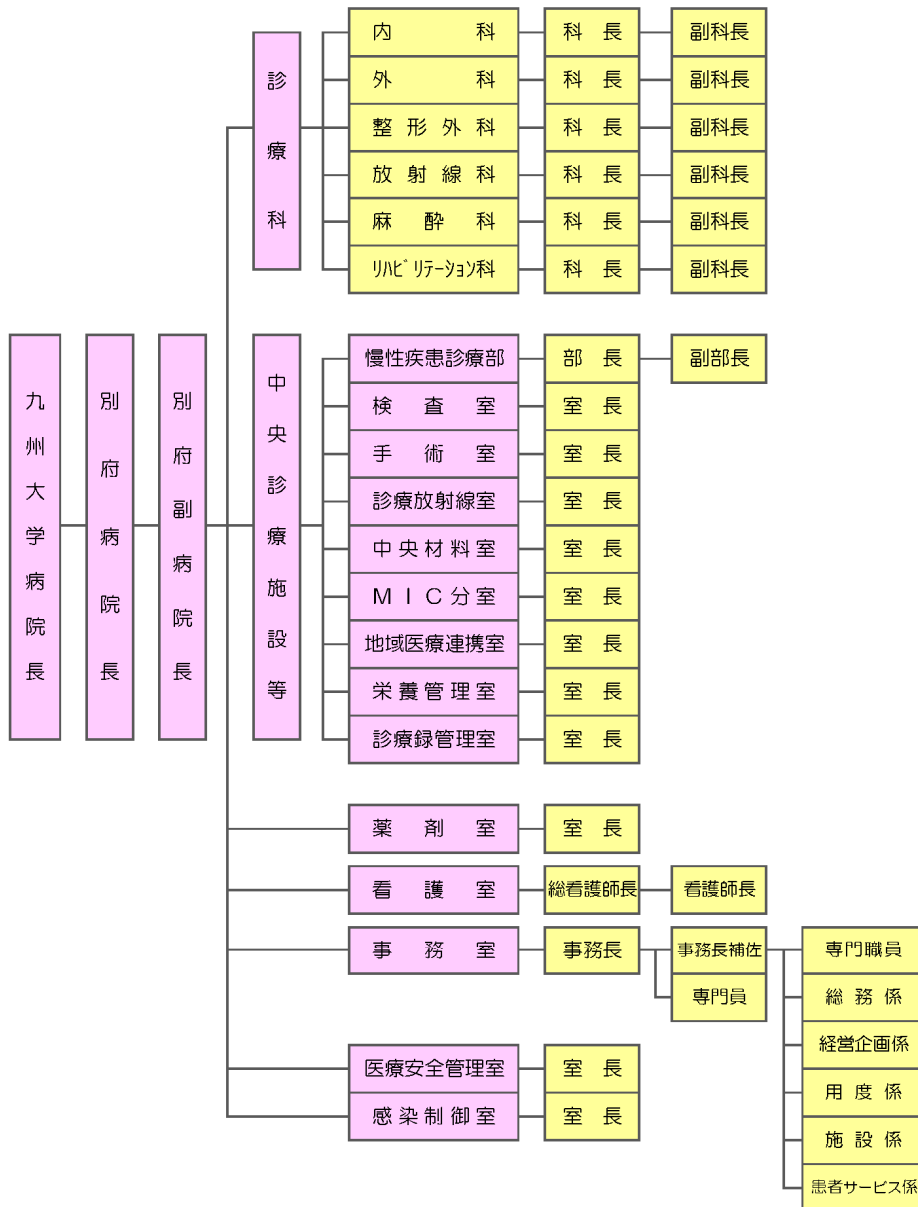 九州大学病院長
別府病院長
別府副病院長
診療科
内科 科長 副科長
外科 科長 副科長
整形外科 科長 副科長
放射線科 科長 副科長
麻酔科 科長 副科長
リハビリテーション科 科長 副科長
中央診療施設等
慢性疾患診療部 部長 副部長
検査室 室長
手術室 室長
診療放射線室 室長
中央材料室 室長
MIC分室 室長
地域医療連携室 室長
栄養管理室 室長
診療録管理室 室長
薬剤室 室長
看護室 総看護師長 看護師長
事務室 事務長 事務長補佐 専門職員
専門員 総務係
経営企画係
用度係
施設係
患者サービス係
医療安全管理室 室長
感染制御室 室長